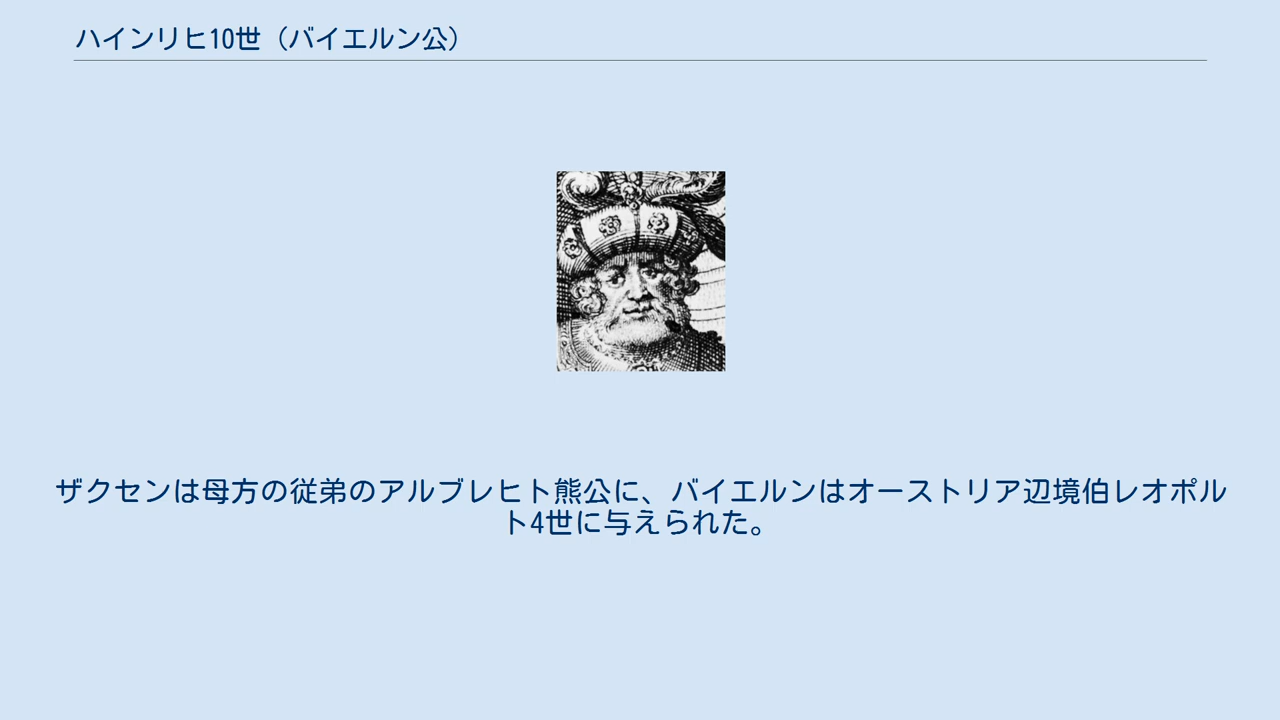 ハインリヒ10世（バイエルン公）
ザクセンは母方の従弟のアルブレヒト熊公に、バイエルンはオーストリア辺境伯レオポル
ト4世に与えられた。